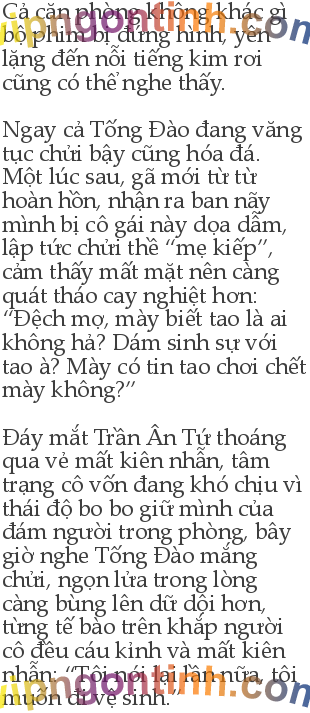 Cả căn phòng không khác gì
bộ phim bị đứng hình, yên
lặng đến nỗi tiếng kim rơi
cũng có thể nghe thấy.

Ngay cả Tống Đào đang văng
tục chửi bậy cũng hóa đá.
Một lúc sau, gã mới từ từ
hoàn hồn, nhận ra ban nãy
mình bị cô gái này dọa dẫm,
lập tức chửi thề “mẹ kiếp”,
cảm thấy mất mặt nên càng
quát tháo cay nghiệt hơn:
“Đệch mợ, mày biết tao là ai
không hả? Dám sinh sự với
tao à? Mày có tin tao chơi chết
mày không?”

Đáy mắt Trần Ân Tứ thoáng
qua vẻ mất kiên nhẫn, tâm
trạng cô vốn đang khó chịu vì
thái độ bo bo giữ mình của
đám người trong phòng, bây
giờ nghe Tống Đào mắng
chửi, ngọn lửa trong lòng
càng bùng lên dữ dội hơn,
từng tế bào trên khắp người
cô đều cáu kỉnh và mất kiên
nhẫn: “Tôi nói lại lần nữa, tôi
muốn đi vệ sinh.”
vipngontinh.com
vipngontinh.com